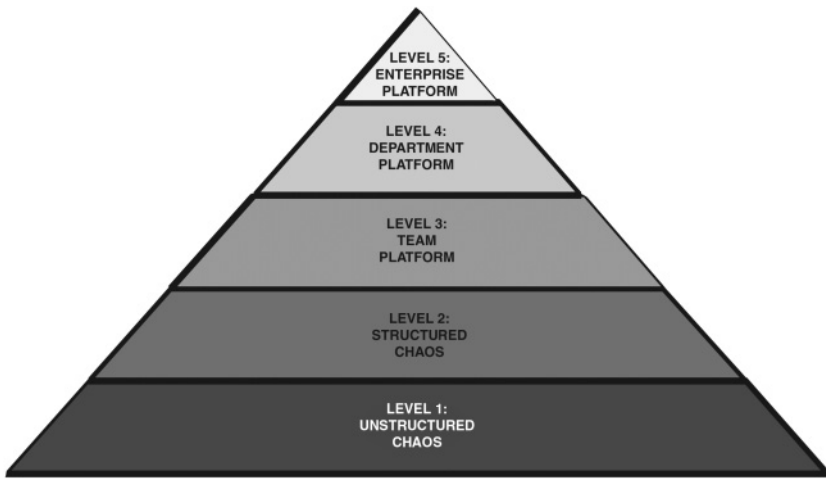 LEVEL 5:
ENTERPRISE
PLATFORM
LEVEL 4:
DEPARTMENT
PLATFORM
LEVEL 3:
TEAM
PLATFORM
LEVEL 2:
STRUCTURED
CHAOS
LEVEL 1:
UNSTRUCTURED
CHAOS